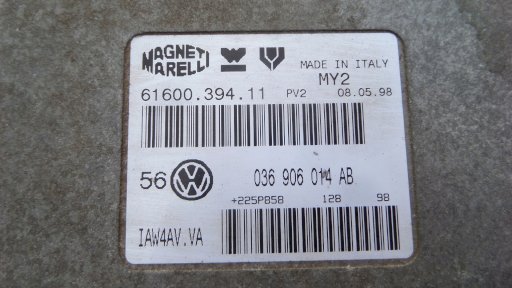 MAGNETI
MARELLI
MADE IN ITALY
MY2
61600.394.11 PV2 08.05.98
56 036 906 014 AB
+225PB58 128 98
IAW4AV.VA